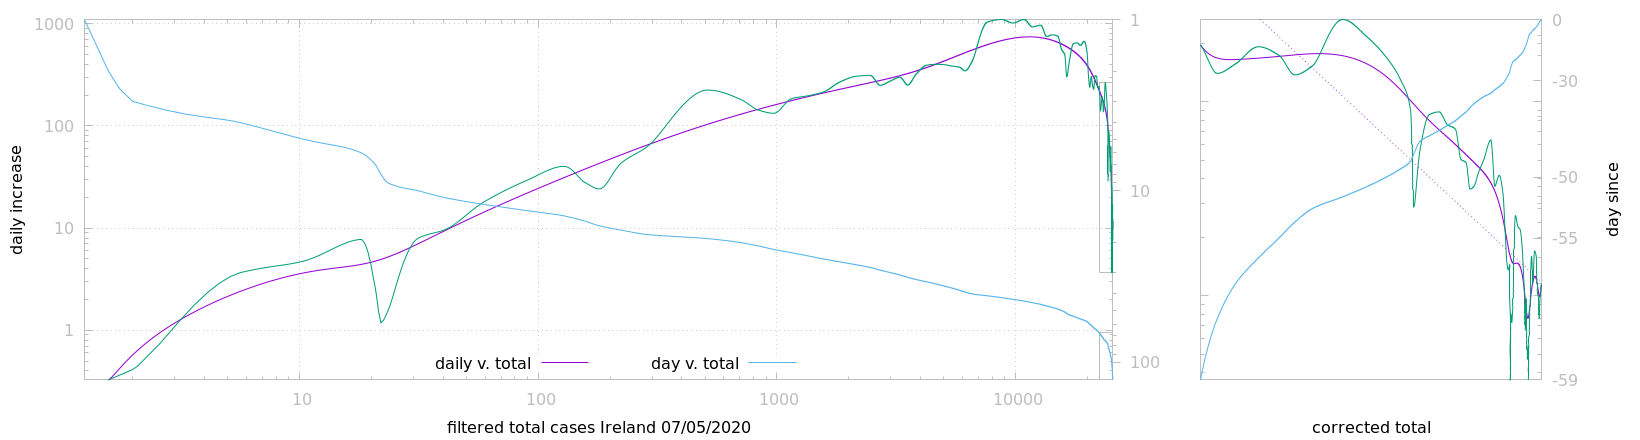 1000
100
10
1
daily increase
10
100
1000
10000
1
10
100
daily v. total
day v. total
filtered total cases Ireland 07/05/2020
0
-30
-50
-55
-59
day since
corrected total